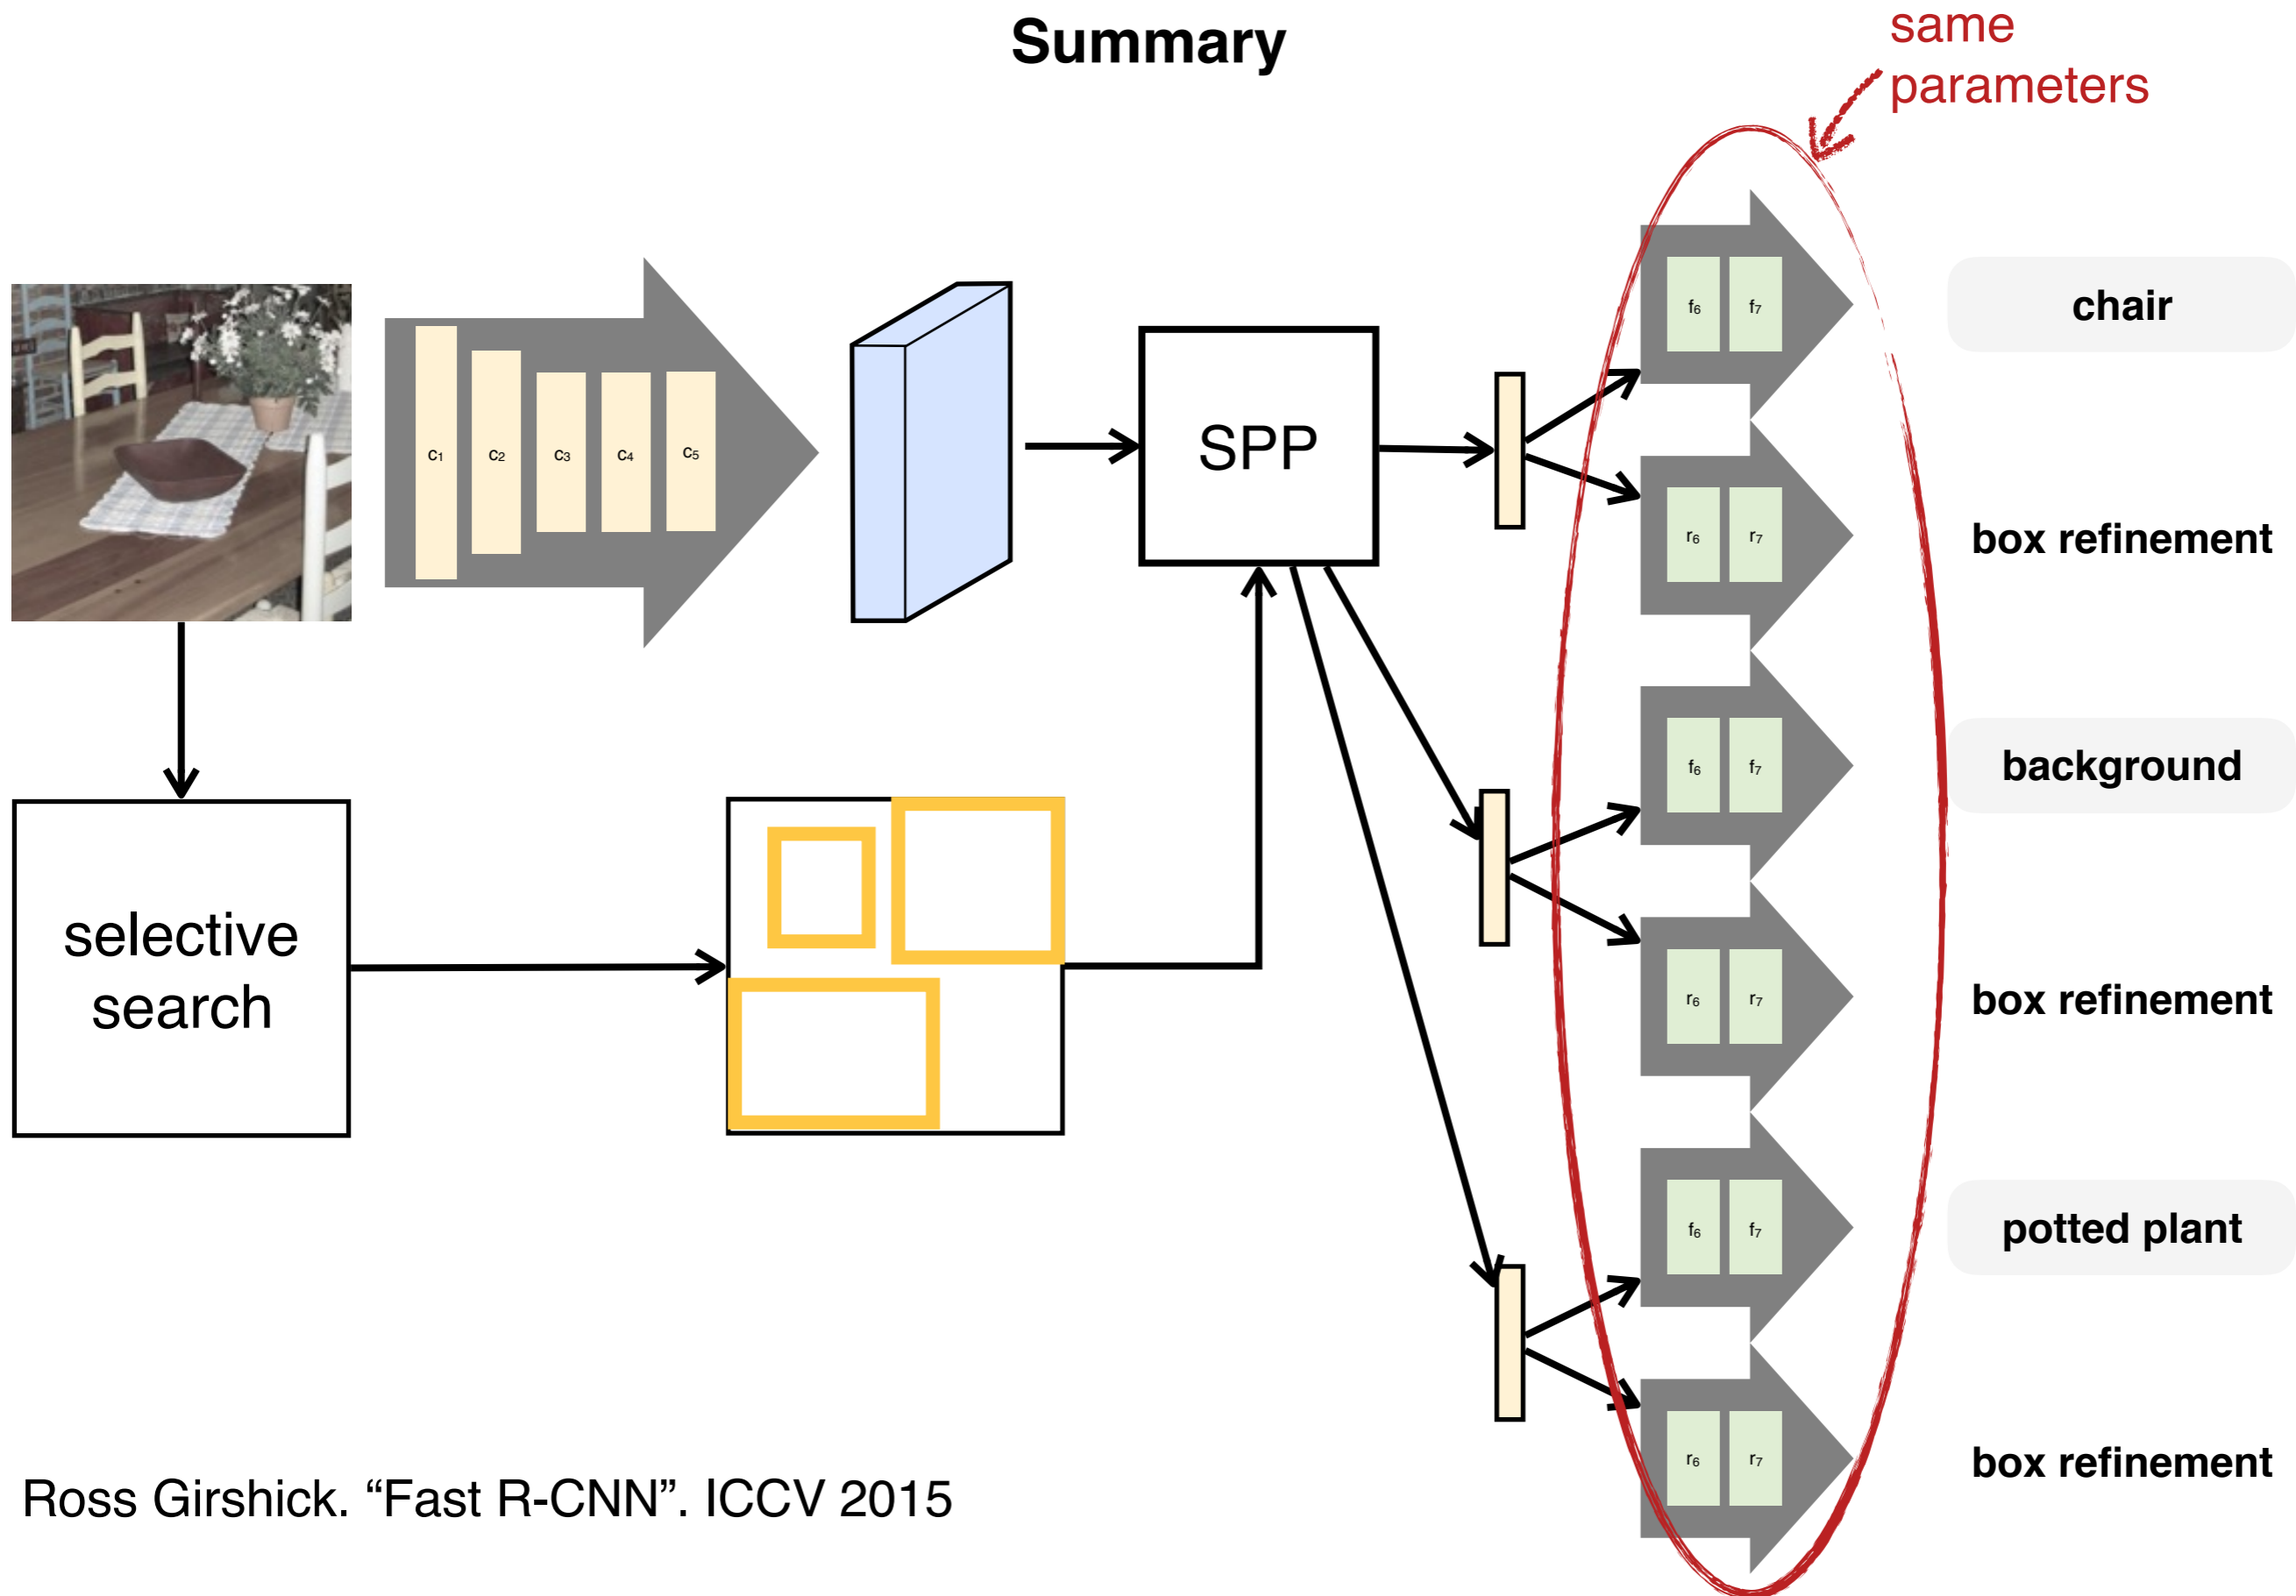 Summary
same
parameters
c1
c2
c3
c4
c5
SPP
f6 f7
chair
r6 r7
box refinement
f6 f7
background
r6 r7
box refinement
f6 f7
potted plant
r6 r7
box refinement
selective
search
Ross Girshick. “Fast R-CNN”. ICCV 2015